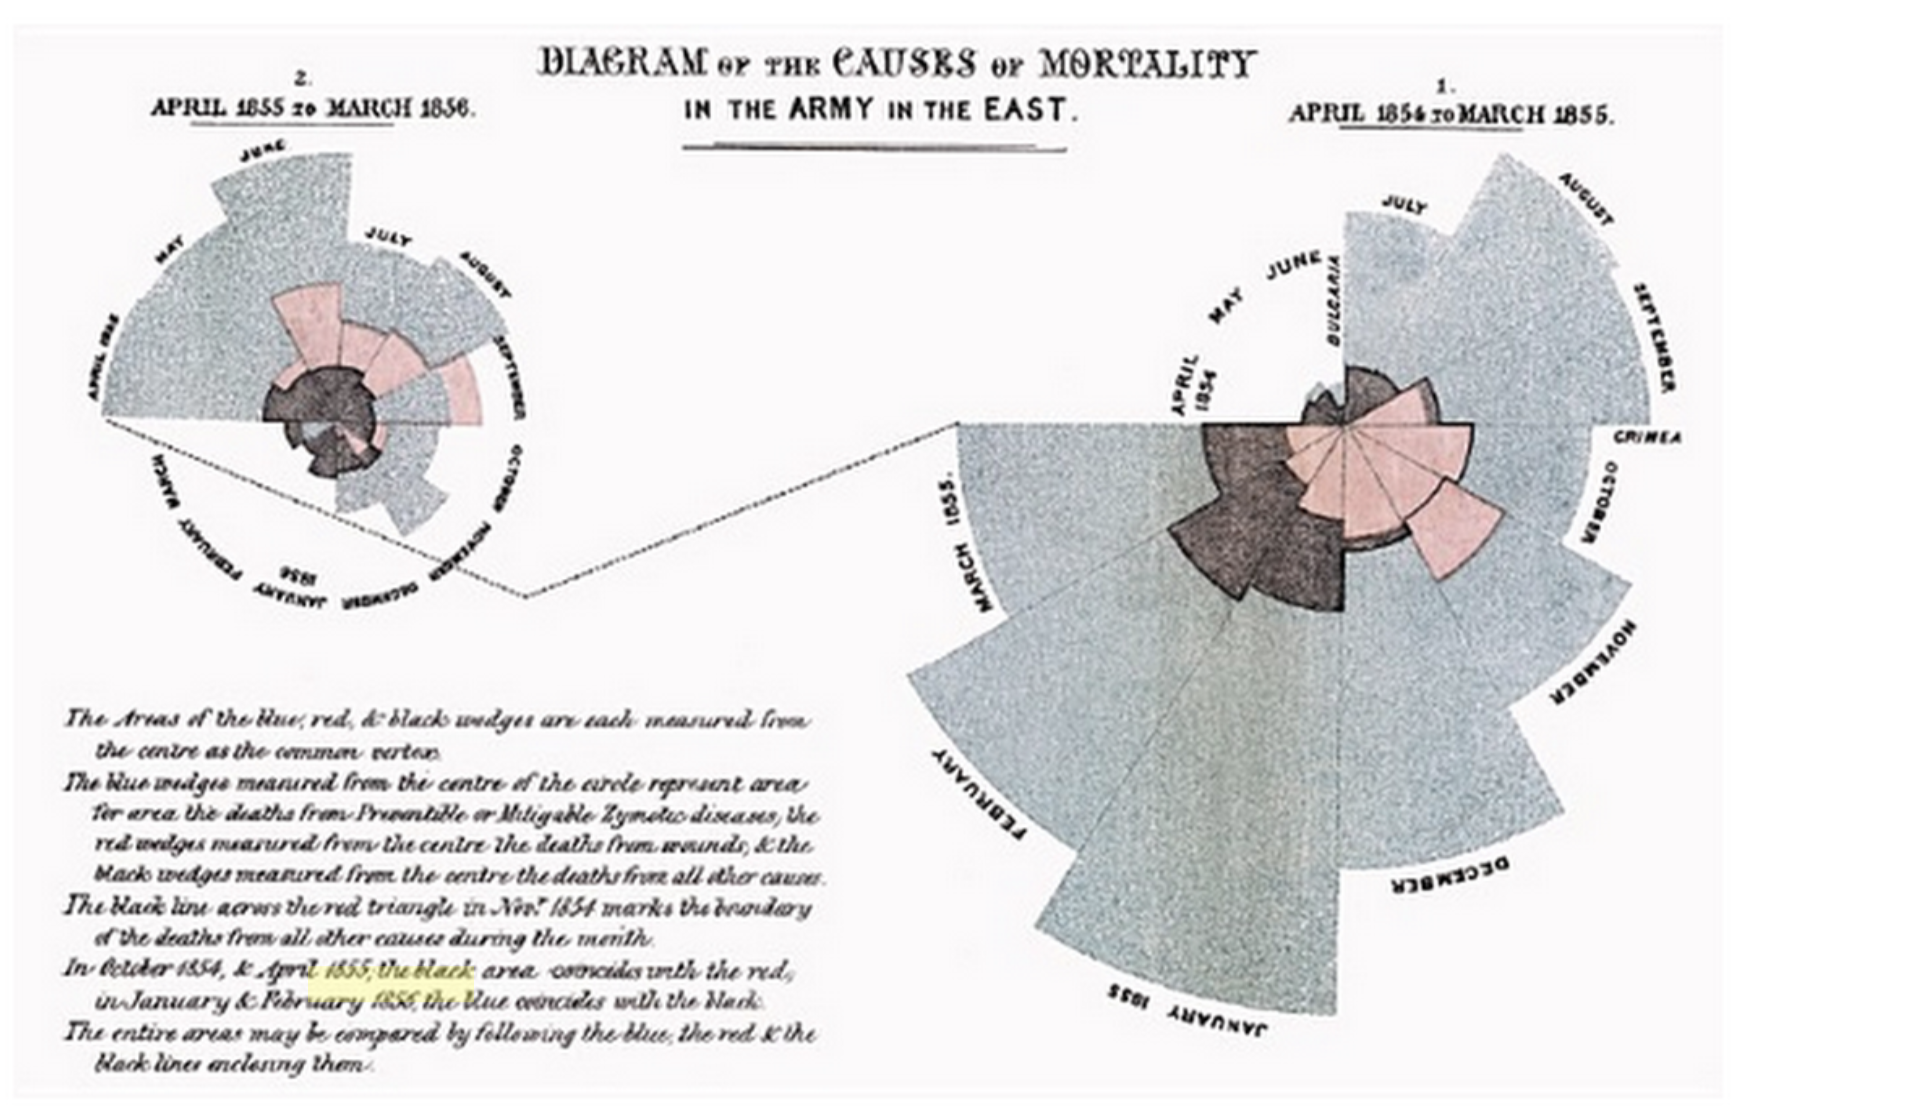 DIAGRAM OF THE CAUSES OF MORTALITY
IN THE ARMY IN THE EAST.
2.
APRIL 1855 TO MARCH 1856.
1.
APRIL 1854 TO MARCH 1855.
APRIL 1855
MAY
JUNE
JULY
AUGUST
SEPTEMBER
OCTOBER
NOVEMBER
DECEMBER
JANUARY
1856
FEBRUARY
MARCH
APRIL
1854
MAY
JUNE
BULGARIA
JULY
AUGUST
SEPTEMBER
CRIMEA
OCTOBER
NOVEMBER
DECEMBER
JANUARY 1855
FEBRUARY
MARCH 1855.
The Areas of the blue, red, & black wedges are each measured from
the centre as the common vertex.
The blue wedges measured from the centre of the circle represent area
for area the deaths from Preventible or Mitigable Zymotic diseases, the
red wedges measured from the centre the deaths from wounds, & the
black wedges measured from the centre the deaths from all other causes.
The black line across the red triangle in Novr. 1854 marks the boundary
of the deaths from all other causes during the month.
In October 1854, & April 1855, the black area coincides with the red,
in January & February 1856, the blue coincides with the black.
The entire areas may be compared by following the blue, the red & the
black lines enclosing them.